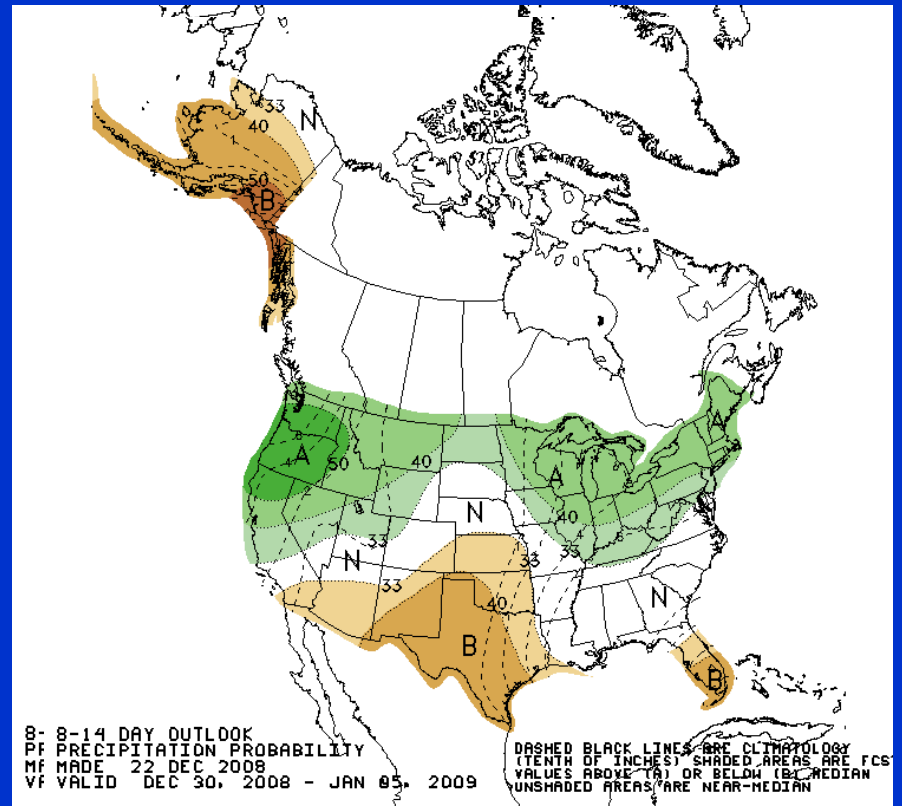 33
N
40
50
B
A
A
50
40
A
N
40
33
N
33
33
33
40
N
B
B
B- 8-14 DAY OUTLOOK
PF PRECIPITATION PROBABILITY
MF MADE 22 DEC 2008
VF VALID DEC 30, 2008 - JAN 05, 2009
DASHED BLACK LINES ARE CLIMATOLOGY
(TENTH OF INCHES) SHADED AREAS ARE FCST
VALUES ABOVE (A) OR BELOW (B) MEDIAN
UNSHADED AREAS ARE NEAR-MEDIAN